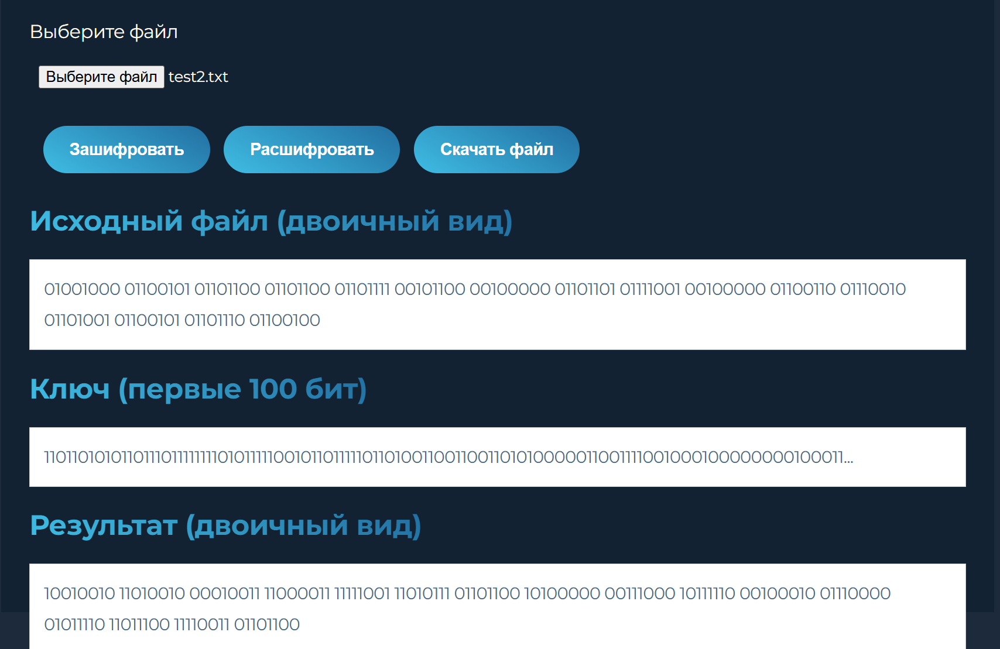 Выберите файл
Выберите файл test2.txt
Зашифровать Расшифровать Скачать файл
Исходный файл (двоичный вид)
01001000 01100101 01101100 01101100 01101111 00101100 00100000 01101101 01111001 00100000 01100110 01110010
01101001 01100101 01101110 01100100
Ключ (первые 100 бит)
1101101010110111011111111010111110010110111110110100110011001101010000011001111001000100000000100011...
Результат (двоичный вид)
10010010 11010010 00010011 11000011 11111001 11010111 01101100 10100000 00111000 10111110 00100010 01110000
01011110 11011100 11110011 01101100